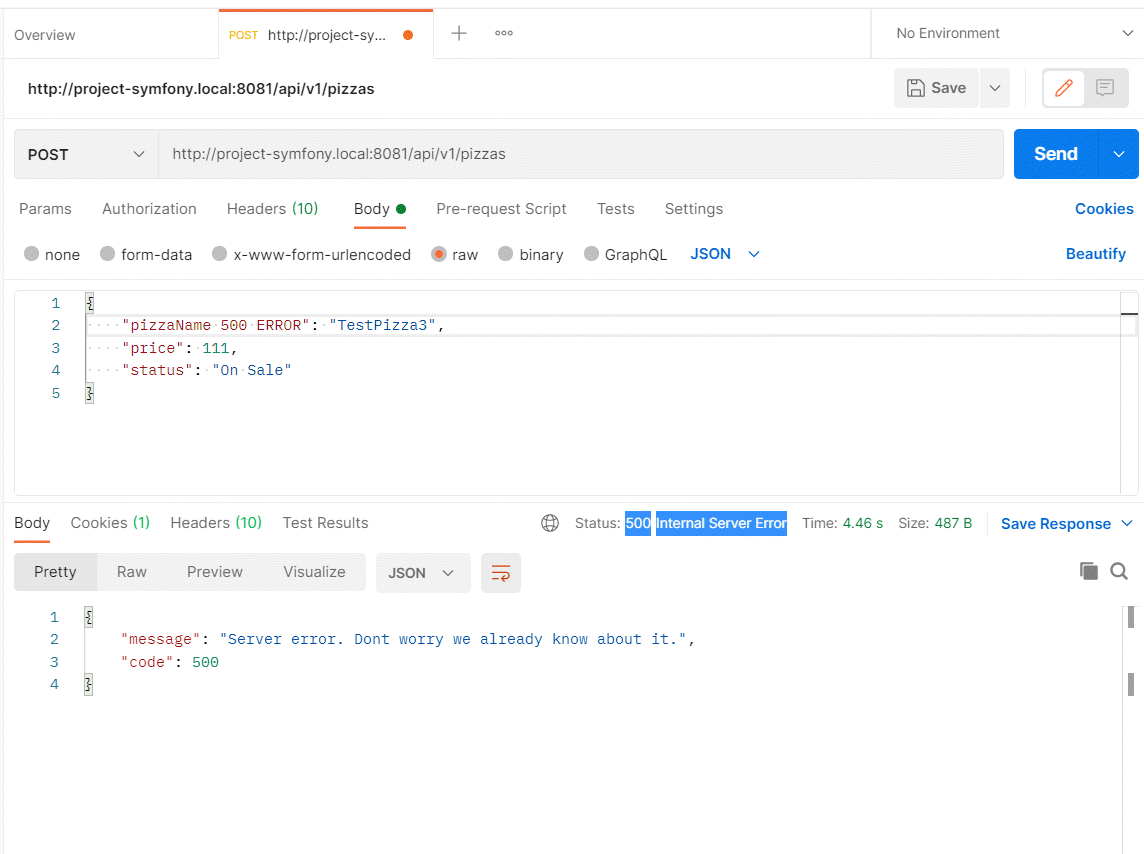 Overview
POST http://project-sy...
No Environment
http://project-symfony.local:8081/api/v1/pizzas
Save
POST
http://project-symfony.local:8081/api/v1/pizzas
Send
Params Authorization Headers (10) Body Pre-request Script Tests Settings Cookies
none form-data x-www-form-urlencoded raw binary GraphQL JSON Beautify
1 {
2 "pizzaName 500 ERROR": "TestPizza3",
3 "price": 111,
4 "status": "On Sale"
5 }
Body Cookies (1) Headers (10) Test Results Status: 500 Internal Server Error Time: 4.46 s Size: 487 B Save Response
Pretty Raw Preview Visualize JSON
1 {
2 "message": "Server error. Dont worry we already know about it.",
3 "code": 500
4 }